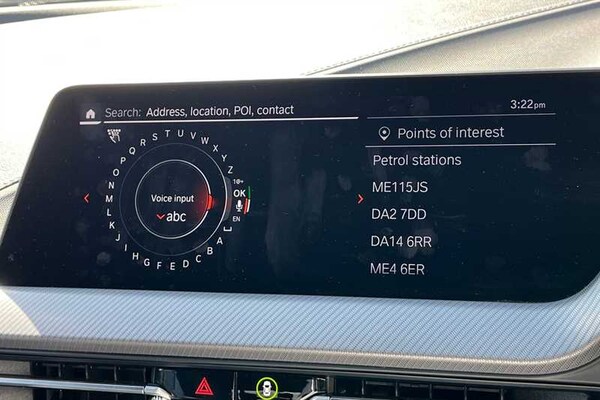 Search: Address, location, POI, contact
3:22pm
Points of interest
Petrol stations
ME115JS
DA2 7DD
DA14 6RR
ME4 6ER
Voice input
abc
A B C D E F G H I J K L M N O P Q R S T U V W X Y Z
10+
OK
EN